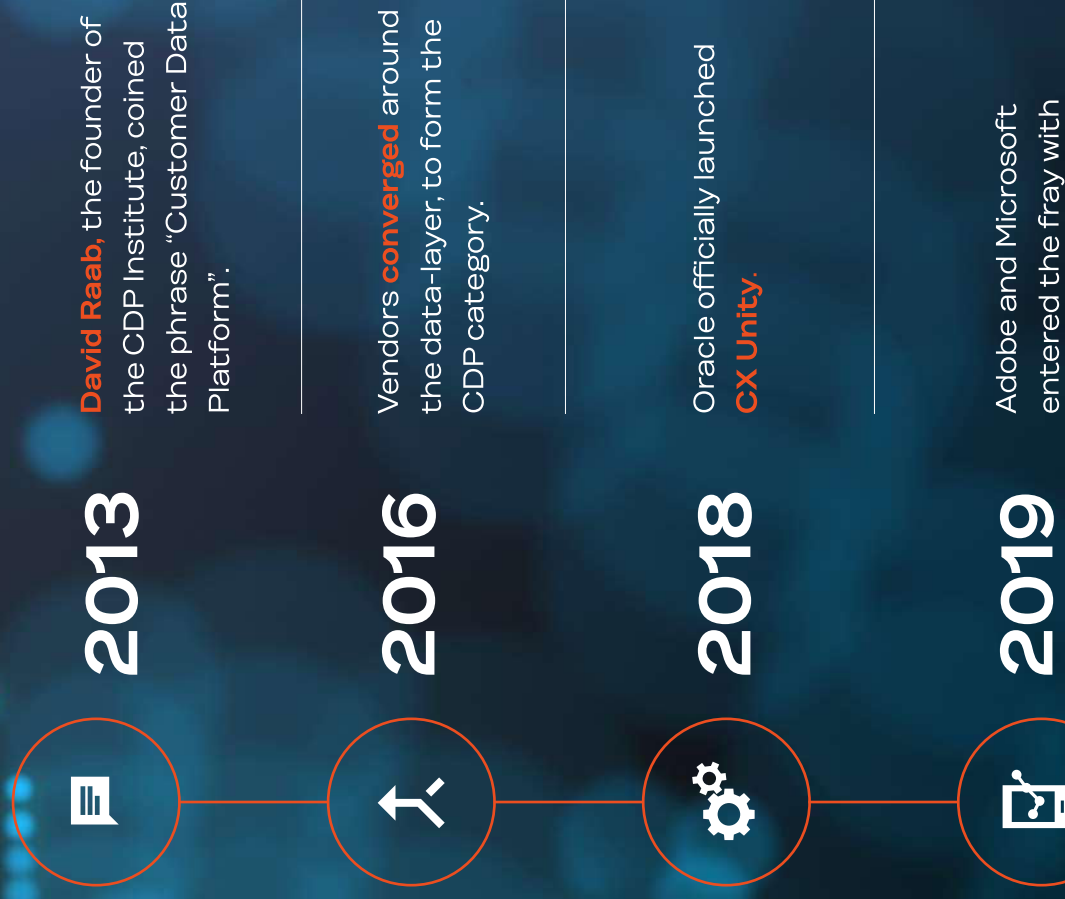 2013
David Raab, the founder of
the CDP Institute, coined
the phrase “Customer Data
Platform”.
2016
Vendors converged around
the data-layer, to form the
CDP category.
2018
Oracle officially launched
CX Unity.
2019
Adobe and Microsoft
entered the fray with